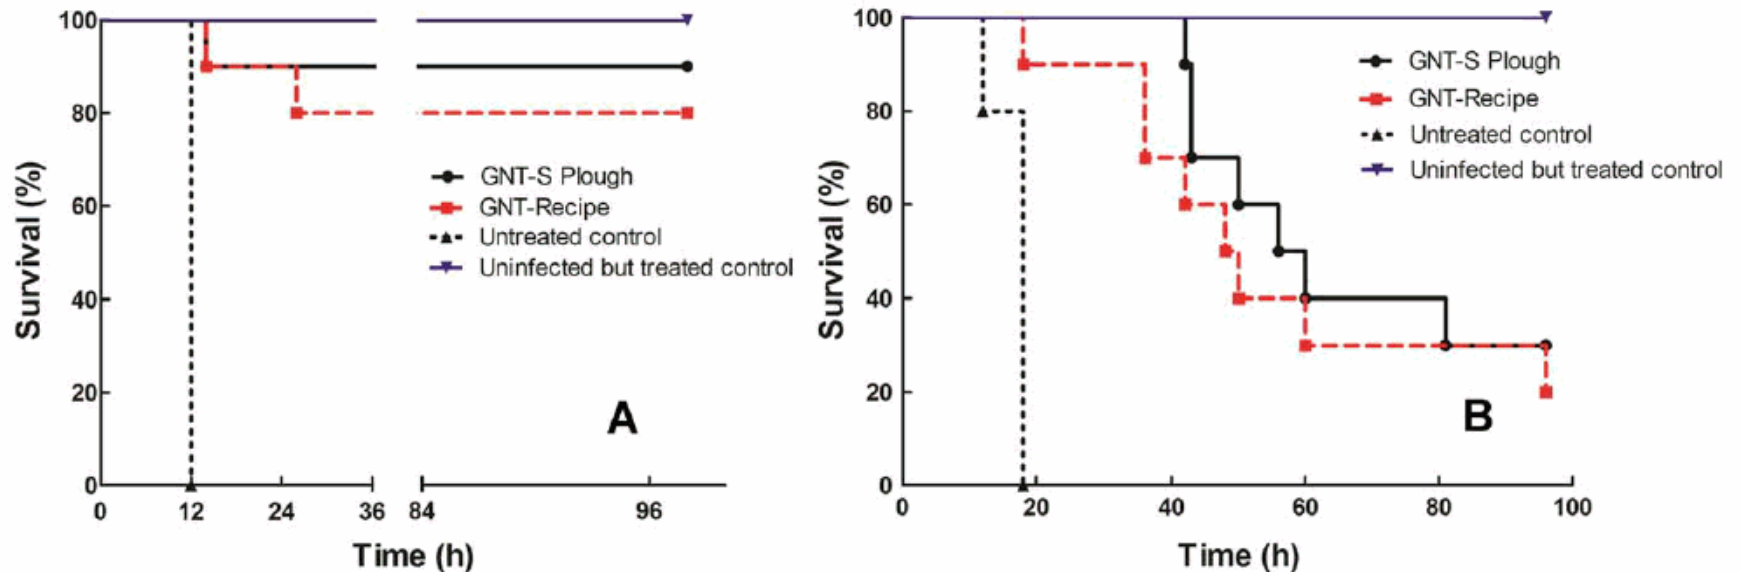 100
80
60
40
20
0
Survival (%)
0 12 24 36 84 96
Time (h)
GNT-S Plough
GNT-Recipe
Untreated control
Uninfected but treated control
A
100
80
60
40
20
0
Survival (%)
0 20 40 60 80 100
Time (h)
GNT-S Plough
GNT-Recipe
Untreated control
Uninfected but treated control
B